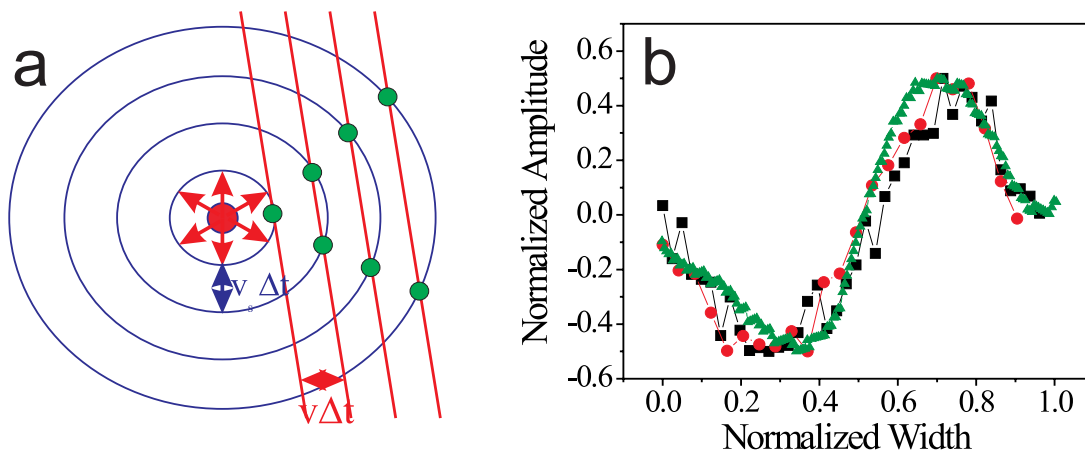 a
vₛ Δt
vΔt
b
Normalized Amplitude
0.6
0.4
0.2
0.0
-0.2
-0.4
-0.6
0.0 0.2 0.4 0.6 0.8 1.0
Normalized Width